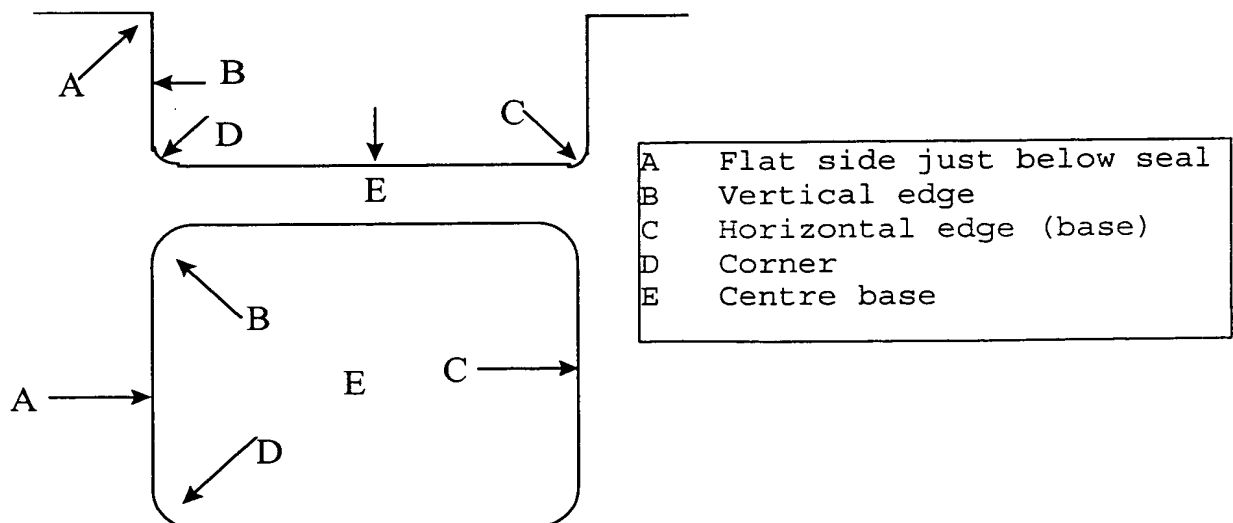 A
B
D
C
E
A Flat side just below seal
B Vertical edge
C Horizontal edge (base)
D Corner
E Centre base
B
A
E
C
D